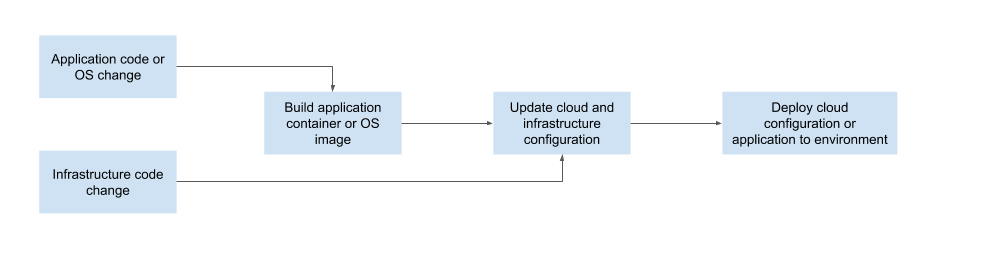 Application code or
OS change
Build application
container or OS
image
Update cloud and
infrastructure
configuration
Deploy cloud
configuration or
application to environment
Infrastructure code
change